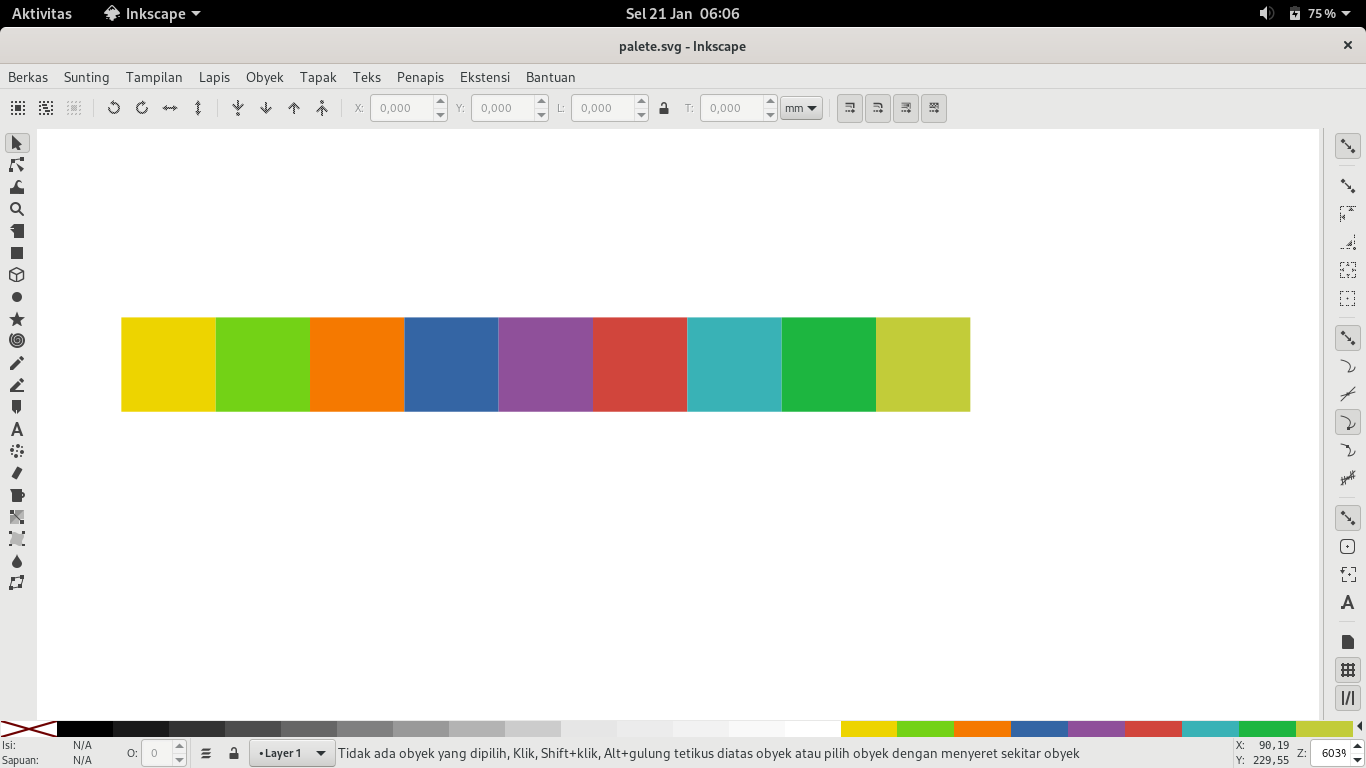 Aktivitas Inkscape Sel 21 Jan 06:06 75%
palete.svg - Inkscape
Berkas Sunting Tampilan Lapis Obyek Tapak Teks Penapis Ekstensi Bantuan
X: 0,000 Y: 0,000 L: 0,000 T: 0,000 mm
Isi: N/A
Sapuan: N/A
O: 0
•Layer 1
Tidak ada obyek yang dipilih, Klik, Shift+klik, Alt+gulung tetikus diatas obyek atau pilih obyek dengan menyeret sekitar obyek
X: 90,19
Y: 229,55
Z: 603%